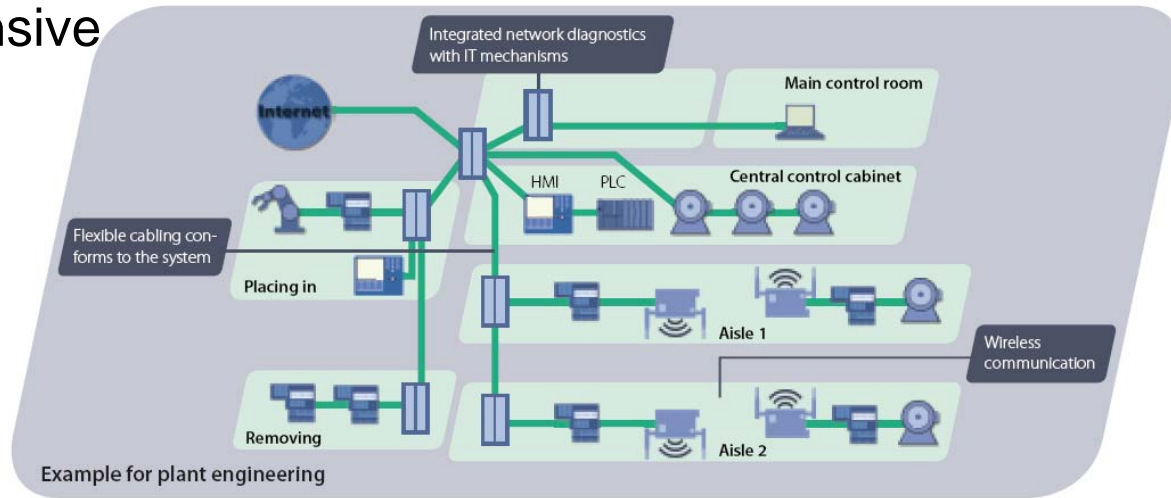 nsive
Integrated network diagnostics
with IT mechanisms
Main control room
Internet
HMI
PLC
Central control cabinet
Flexible cabling con-
forms to the system
Placing in
Aisle 1
Wireless
communication
Removing
Aisle 2
Example for plant engineering